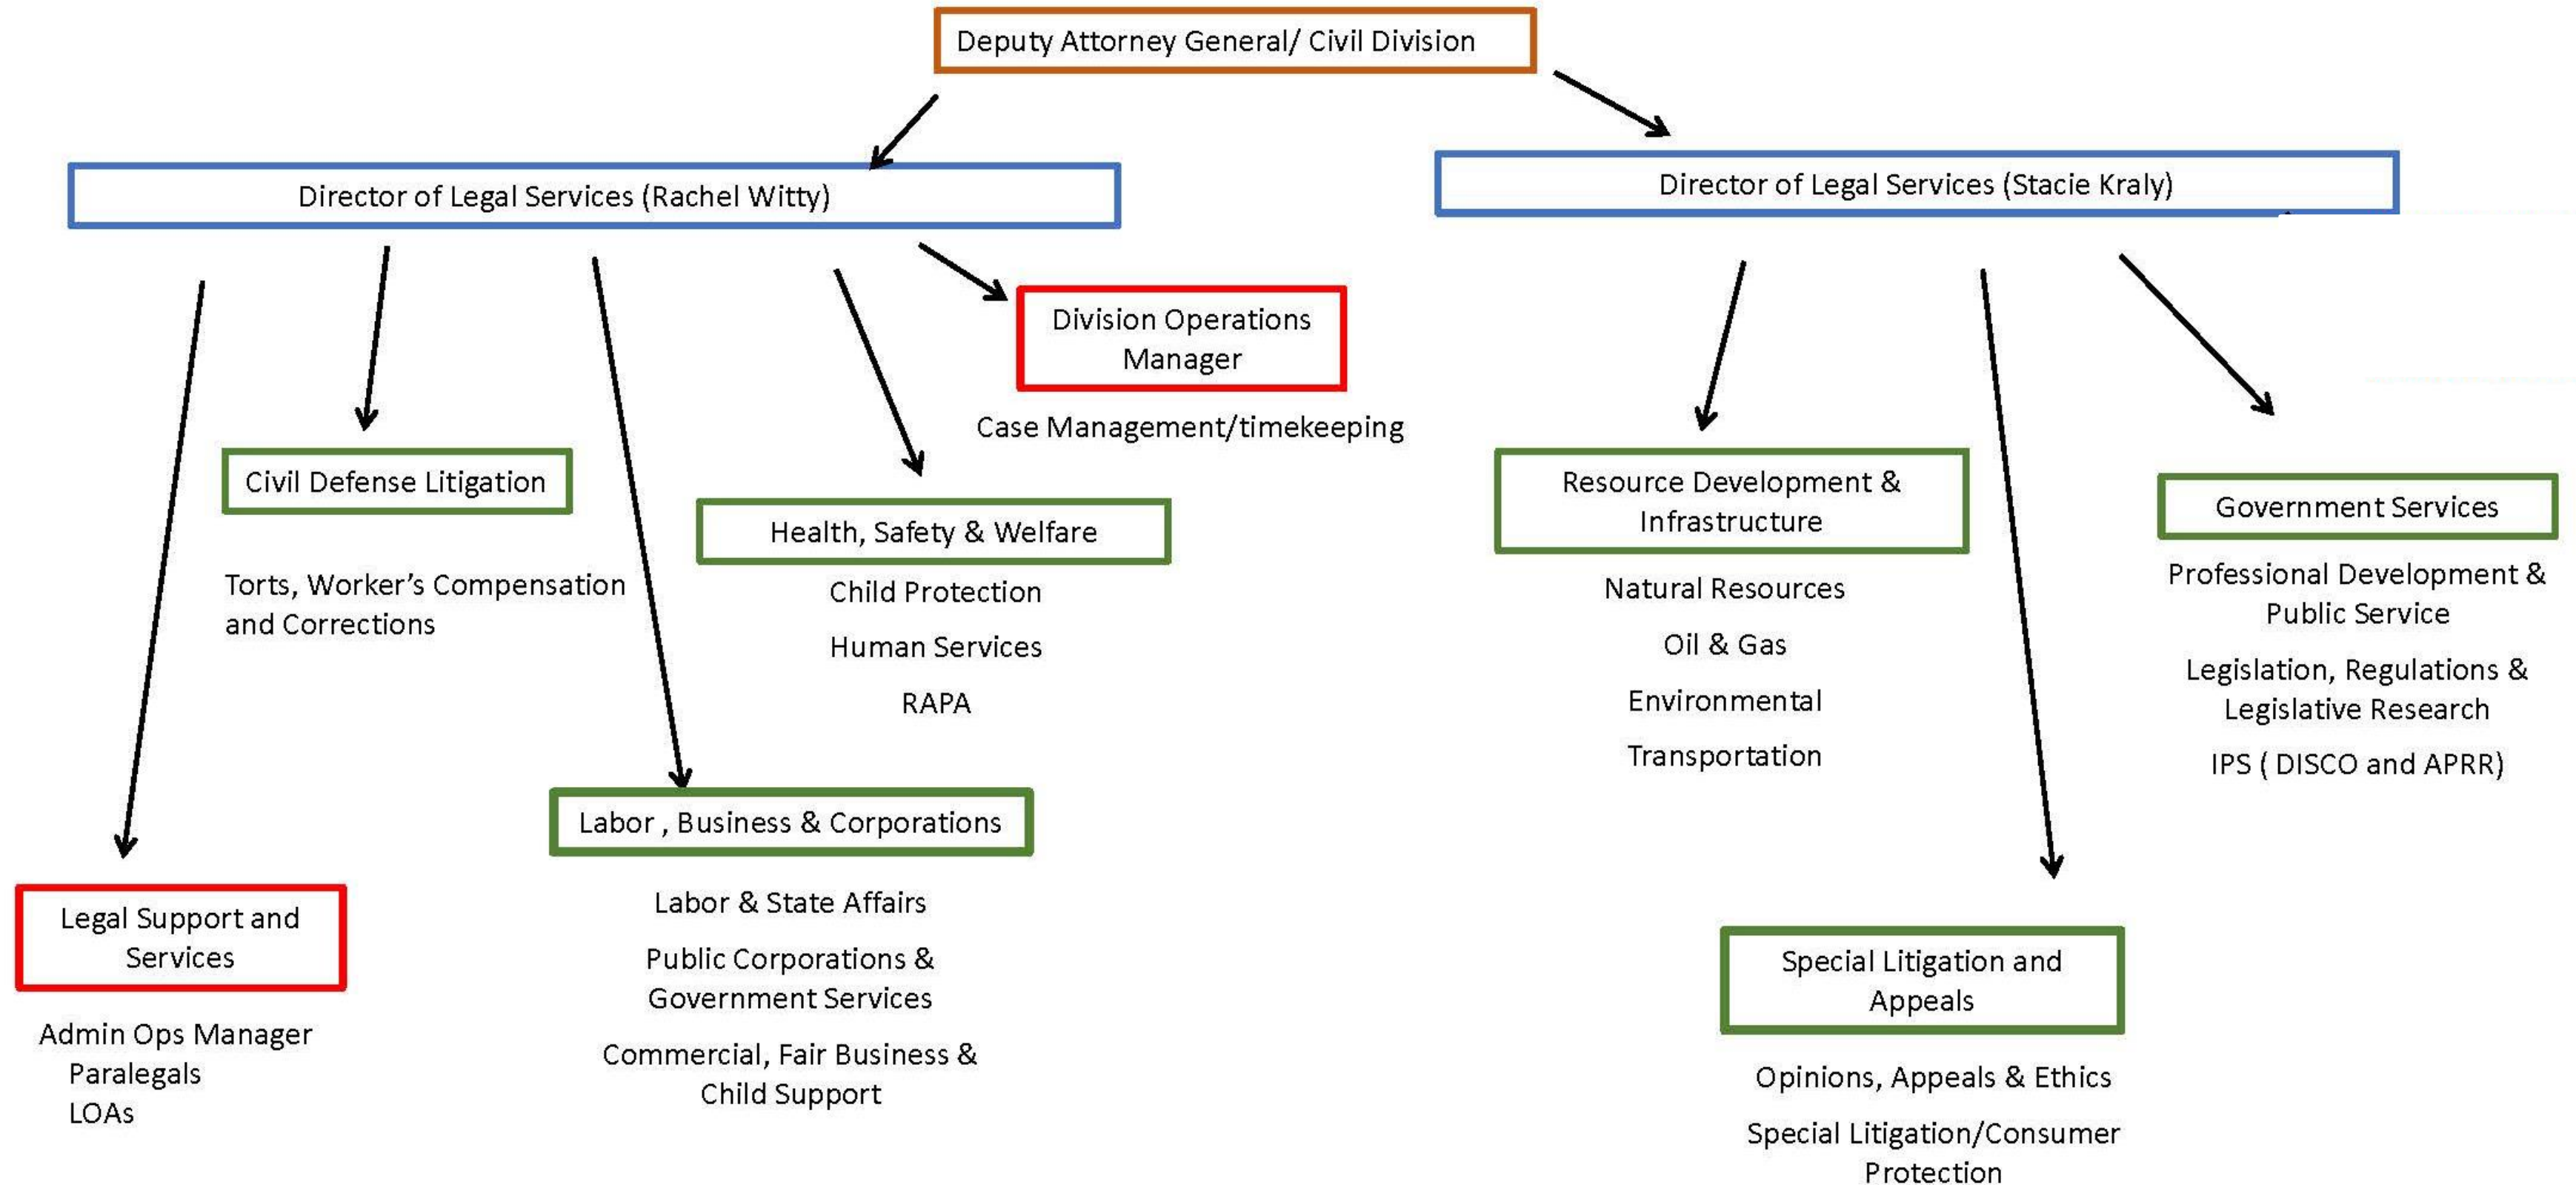 Deputy Attorney General/ Civil Division
Director of Legal Services (Rachel Witty)
Director of Legal Services (Stacie Kraly)
Division Operations
Manager
Case Management/timekeeping
Civil Defense Litigation
Torts, Worker’s Compensation
and Corrections
Health, Safety & Welfare
Child Protection
Human Services
RAPA
Labor , Business & Corporations
Labor & State Affairs
Public Corporations &
Government Services
Commercial, Fair Business &
Child Support
Legal Support and
Services
Admin Ops Manager
Paralegals
LOAs
Resource Development &
Infrastructure
Natural Resources
Oil & Gas
Environmental
Transportation
Government Services
Professional Development &
Public Service
Legislation, Regulations &
Legislative Research
IPS ( DISCO and APRR)
Special Litigation and
Appeals
Opinions, Appeals & Ethics
Special Litigation/Consumer
Protection